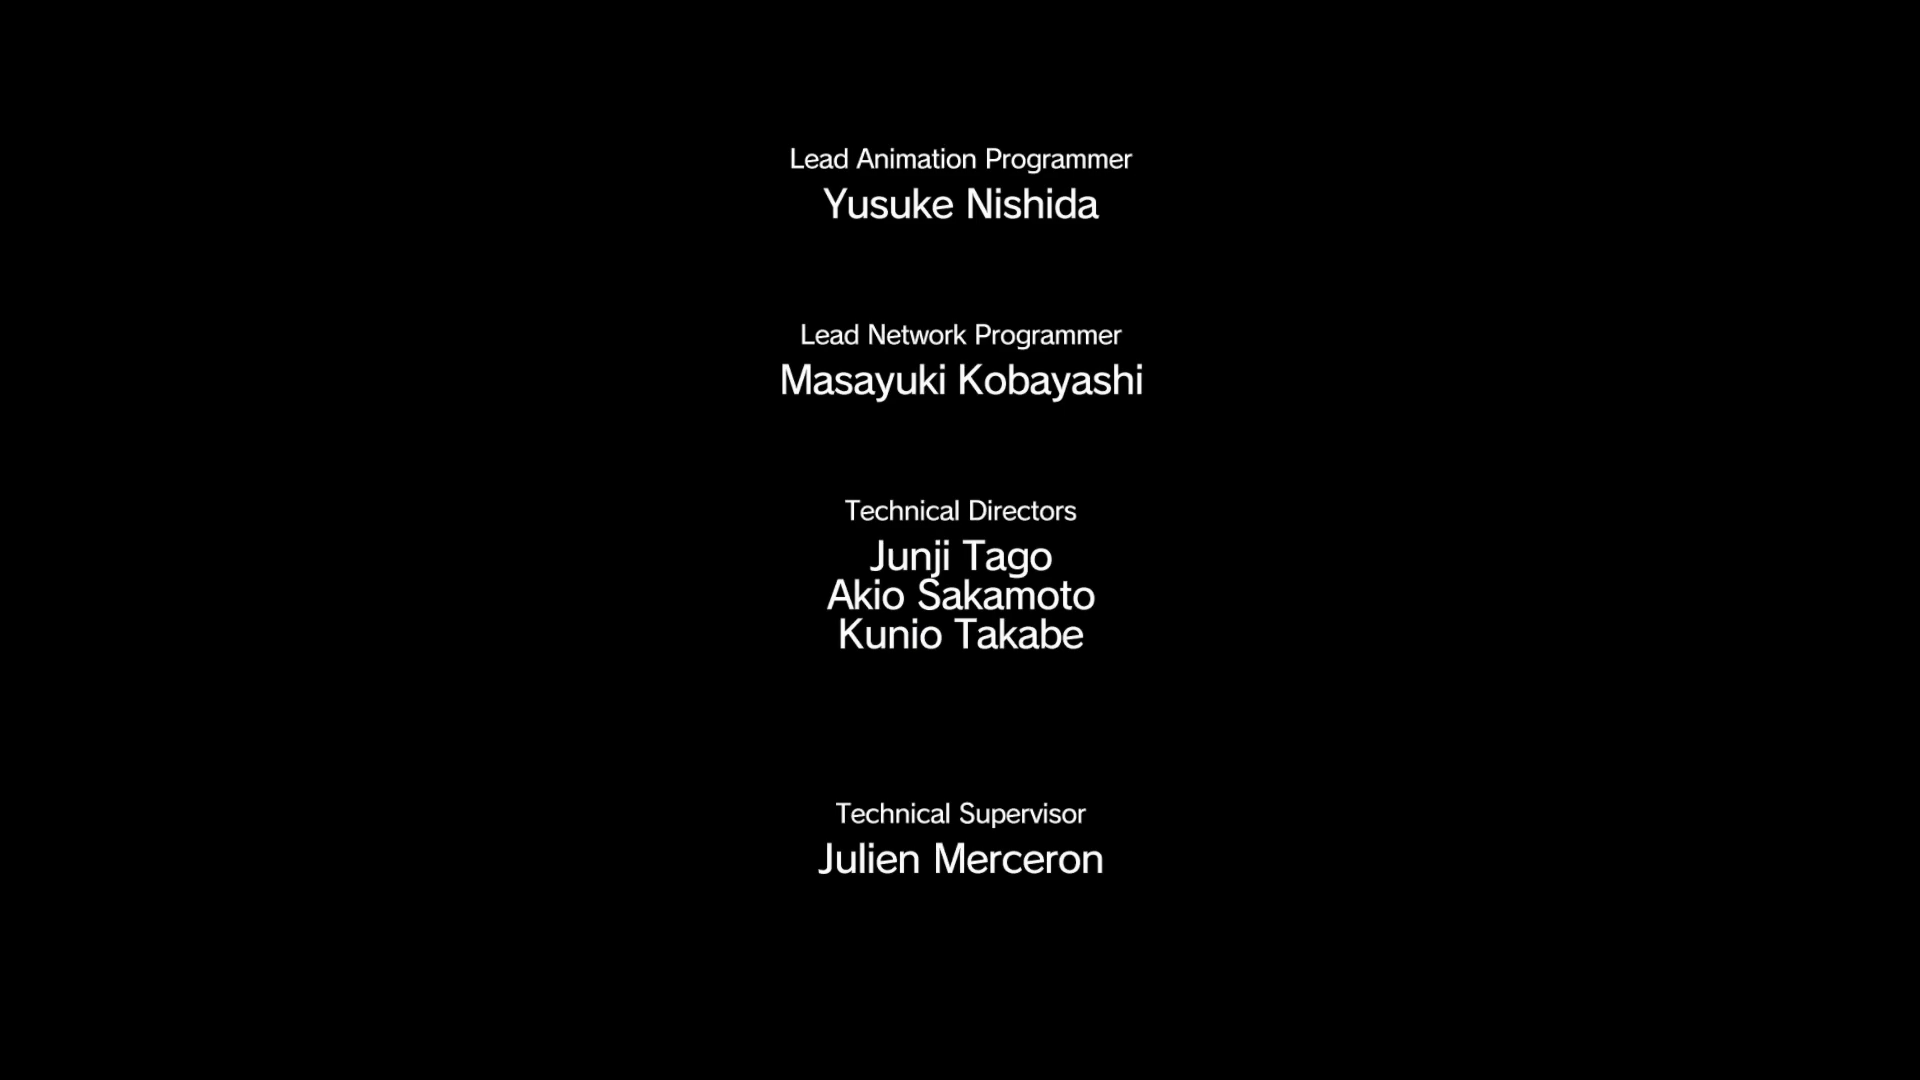 Lead Animation Programmer
Yusuke Nishida
Lead Network Programmer
Masayuki Kobayashi
Technical Directors
Junji Tago
Akio Sakamoto
Kunio Takabe
Technical Supervisor
Julien Merceron